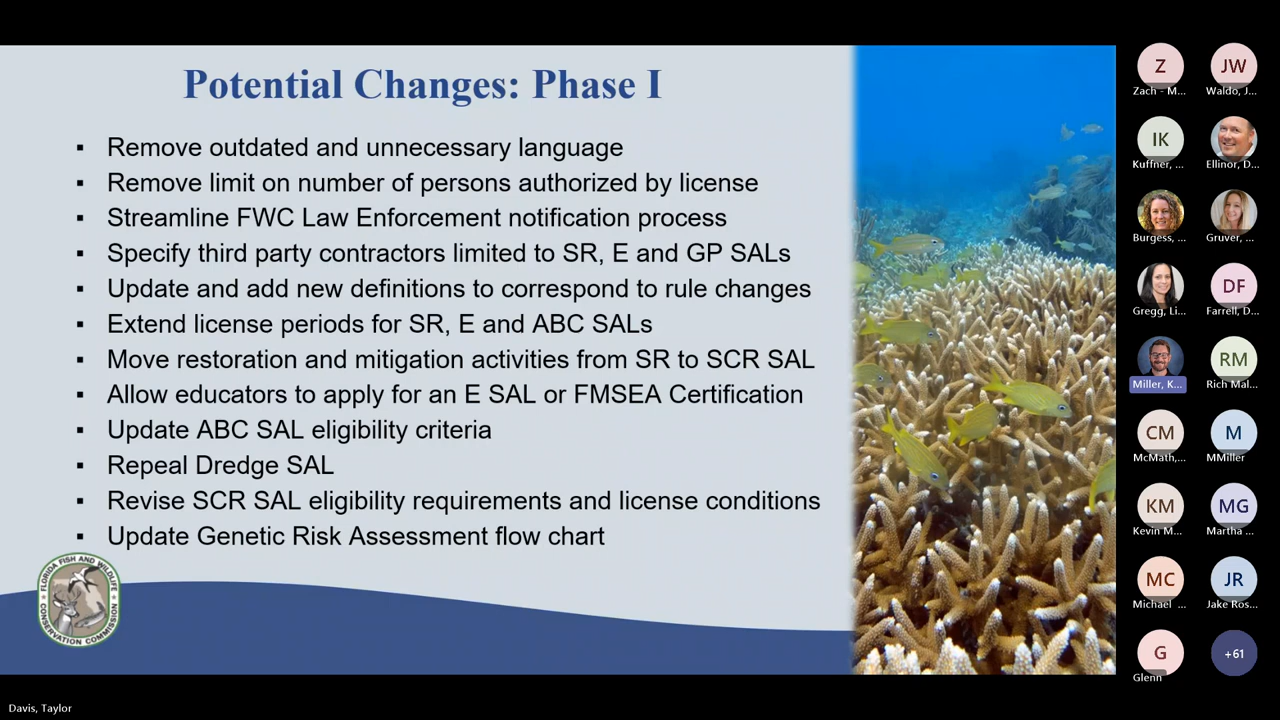 Potential Changes: Phase I
▪ Remove outdated and unnecessary language
▪ Remove limit on number of persons authorized by license
▪ Streamline FWC Law Enforcement notification process
▪ Specify third party contractors limited to SR, E and GP SALs
▪ Update and add new definitions to correspond to rule changes
▪ Extend license periods for SR, E and ABC SALs
▪ Move restoration and mitigation activities from SR to SCR SAL
▪ Allow educators to apply for an E SAL or FMSEA Certification
▪ Update ABC SAL eligibility criteria
▪ Repeal Dredge SAL
▪ Revise SCR SAL eligibility requirements and license conditions
▪ Update Genetic Risk Assessment flow chart
FLORIDA FISH AND WILDLIFE
CONSERVATION COMMISSION
Z
Zach - M...
JW
Waldo, J...
IK
Kuffner, ...
Ellinor, D...
Burgess, ...
Gruver, ...
Gregg, Li...
DF
Farrell, D...
Miller, K...
RM
Rich Mal...
CM
McMath,...
M
MMiller
KM
Kevin M...
MG
Martha ...
MC
Michael ...
JR
Jake Ros...
G
Glenn
+61
Davis, Taylor